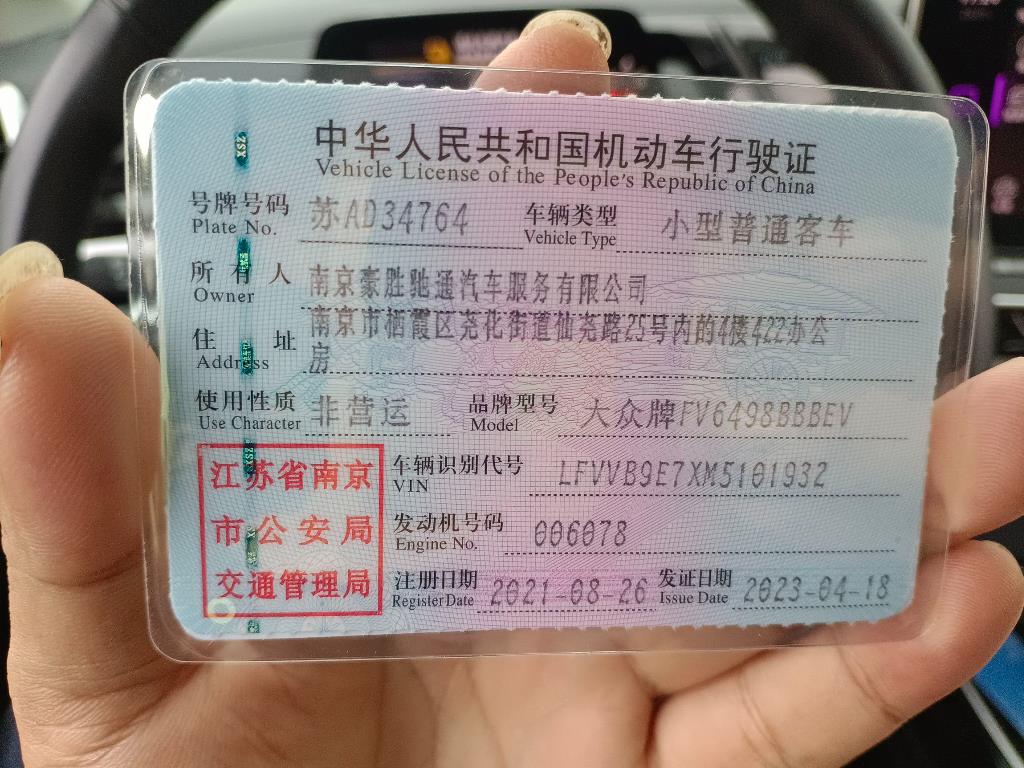 中华人民共和国机动车行驶证
Vehicle License of the People's Republic of China
号牌号码 苏AD34764 车辆类型 小型普通客车
Plate No. Vehicle Type
所有人 南京豪胜驰通汽车服务有限公司
Owner
住址 南京市栖霞区尧化街道仙尧路25号内的4楼422办公
Address 房
使用性质 非营运 品牌型号 大众牌FV6498BBBEV
Use Character Model
江苏省南京
市公安局
交通管理局
车辆识别代号 LFVVB9E7XM5101932
VIN
发动机号码 006078
Engine No.
注册日期 2021-08-26 发证日期 2023-04-18
Register Date Issue Date